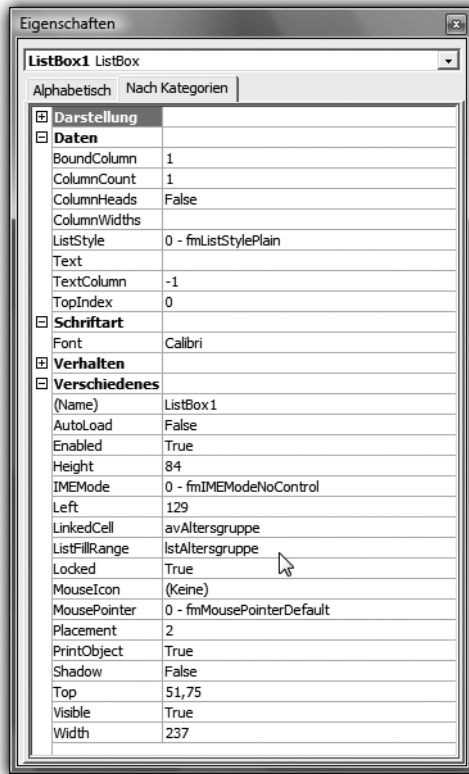 Eigenschaften
ListBox1 ListBox
Alphabetisch Nach Kategorien
Darstellung
Daten
BoundColumn 1
ColumnCount 1
ColumnHeads False
ColumnWidths
ListStyle 0 - fmListStylePlain
Text
TextColumn -1
TopIndex 0
Schriftart
Font Calibri
Verhalten
Verschiedenes
(Name) ListBox1
AutoLoad False
Enabled True
Height 84
IMEMode 0 - fmIMEModeNoControl
Left 129
LinkedCell avAltersgruppe
ListFillRange lstAltersgruppe
Locked True
MouseIcon (Keine)
MousePointer 0 - fmMousePointerDefault
Placement 2
PrintObject True
Shadow False
Top 51,75
Visible True
Width 237